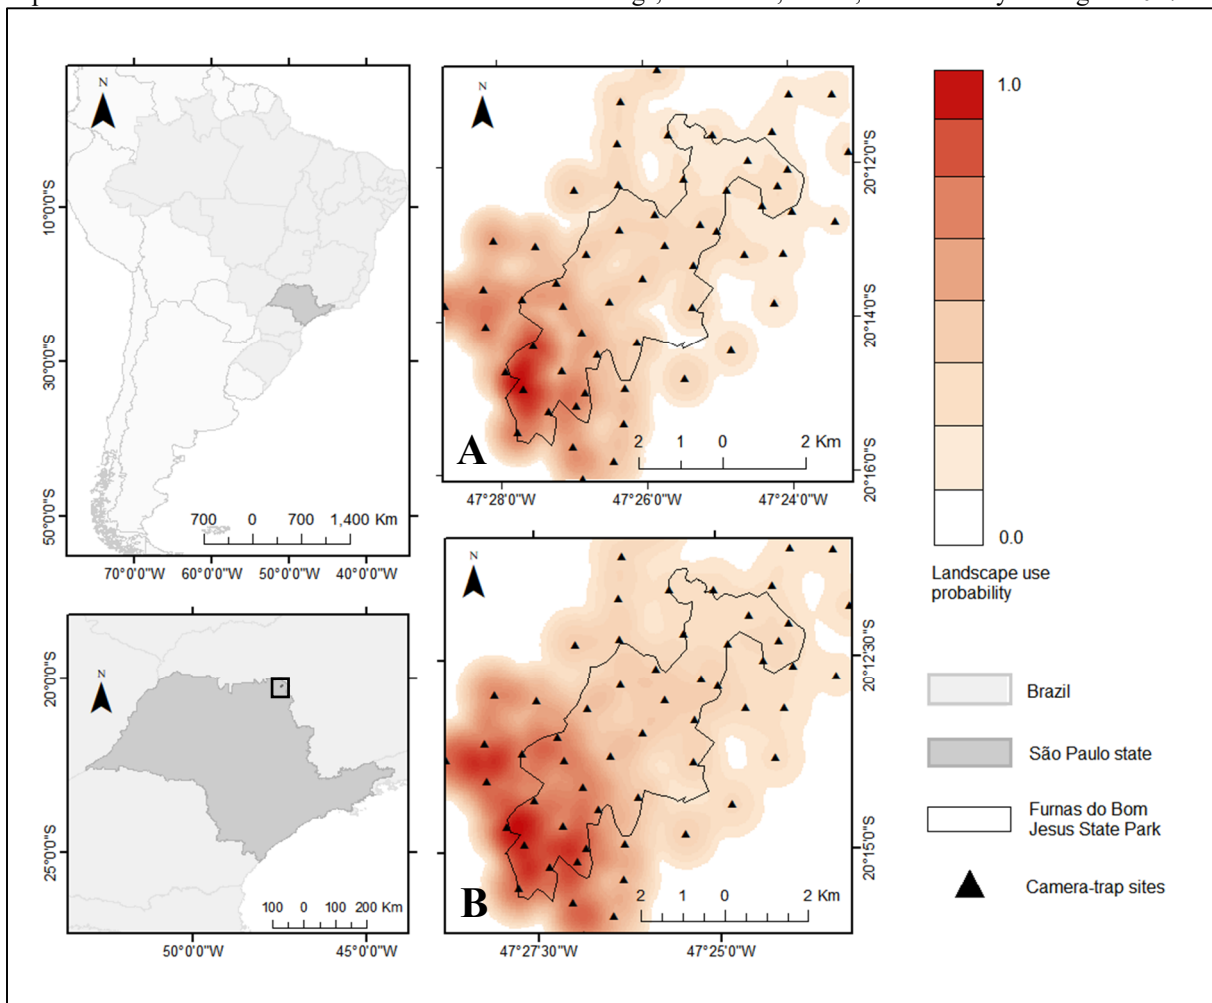 N
10°0'0"S
30°0'0"S
50°0'0"S
700 0 700 1,400 Km
70°0'0"W 60°0'0"W 50°0'0"W 40°0'0"W
N
20°0'0"S
25°0'0"S
100 0 100 200 Km
50°0'0"W 45°0'0"W
N
A
2 1 0 2 Km
20°12'0"S
20°14'0"S
20°16'0"S
47°28'0"W 47°26'0"W 47°24'0"W
N
B
2 1 0 2 Km
20°12'30"S
20°15'0"S
47°27'30"W 47°25'0"W
1.0
0.0
Landscape use
probability
Brazil
São Paulo state
Furnas do Bom
Jesus State Park
Camera-trap sites